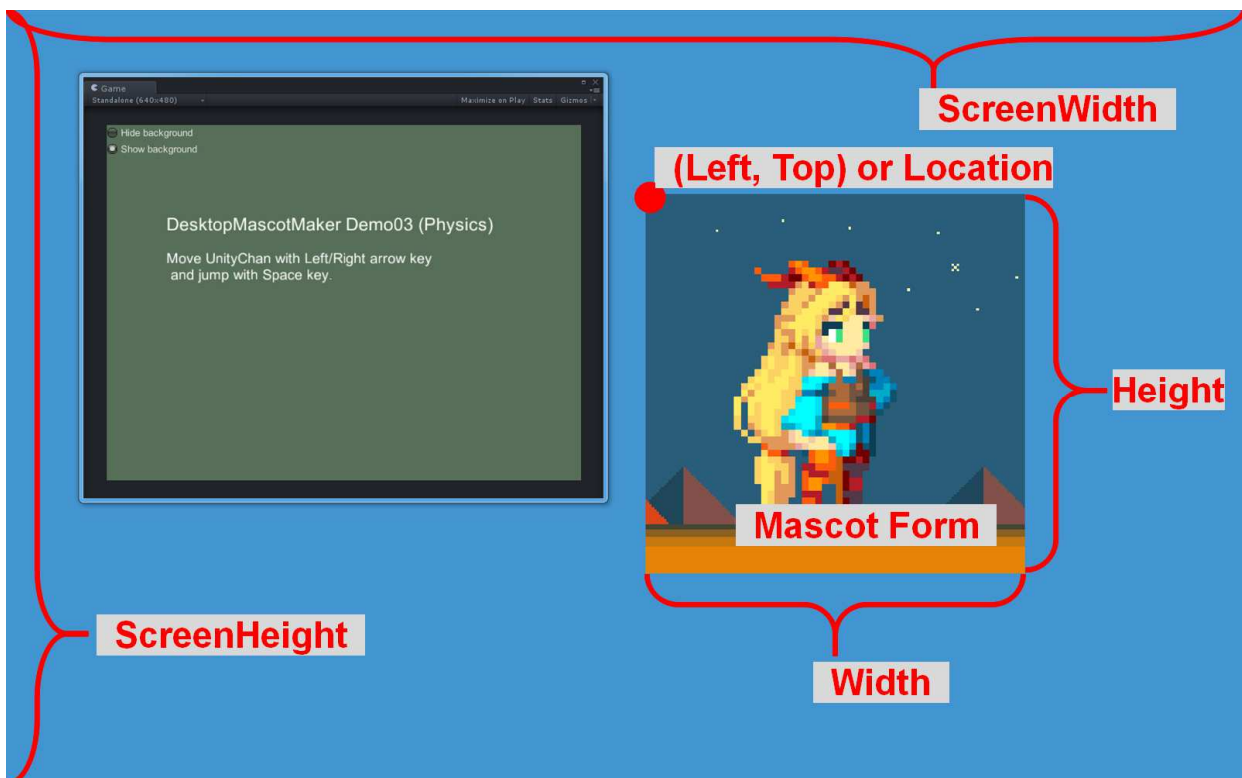 ScreenWidth
Game
Standalone (640x480)
Maximize on Play Stats Gizmos
Hide background
Show background
(Left, Top) or Location
DesktopMascotMaker Demo03 (Physics)
Move UnityChan with Left/Right arrow key
and jump with Space key.
Height
Mascot Form
ScreenHeight
Width